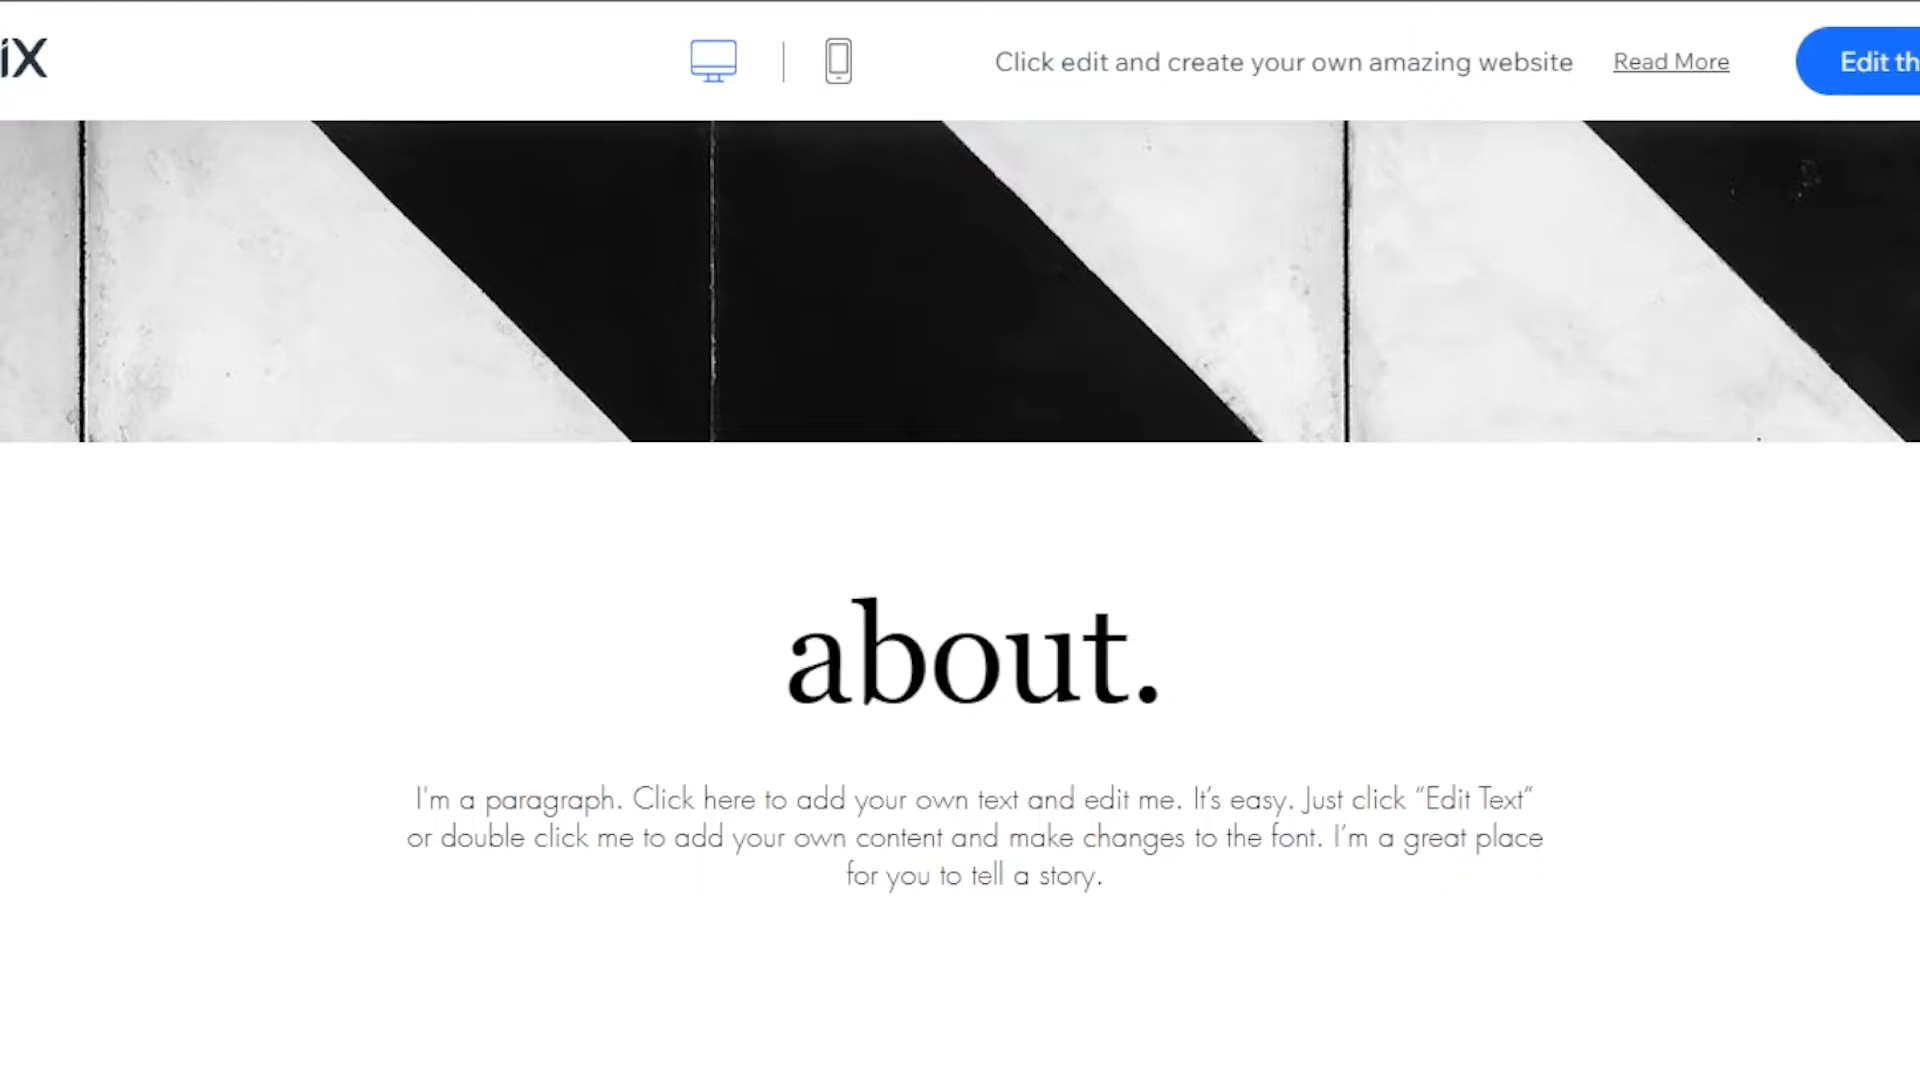 iX
Click edit and create your own amazing website Read More Edit th
about.
I'm a paragraph. Click here to add your own text and edit me. It's easy. Just click “Edit Text”
or double click me to add your own content and make changes to the font. I'm a great place
for you to tell a story.